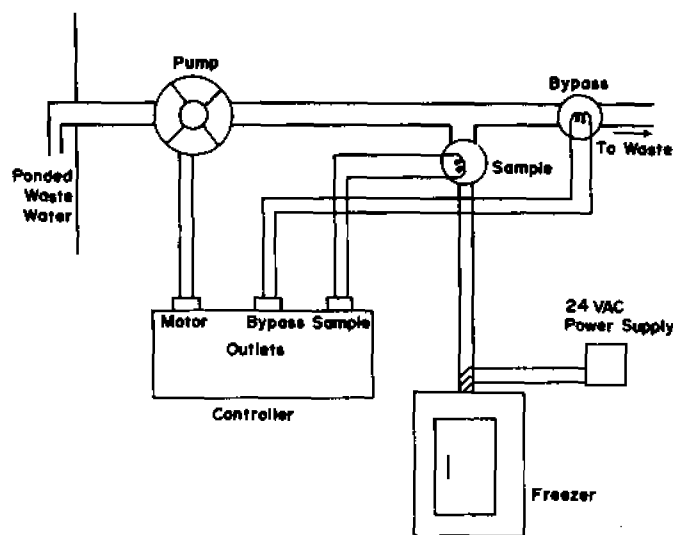 Pump
Bypass
To Waste
Sample
Ponded
Waste
Water
24 VAC
Power Supply
Motor Bypass Sample
Outlets
Controller
Freezer